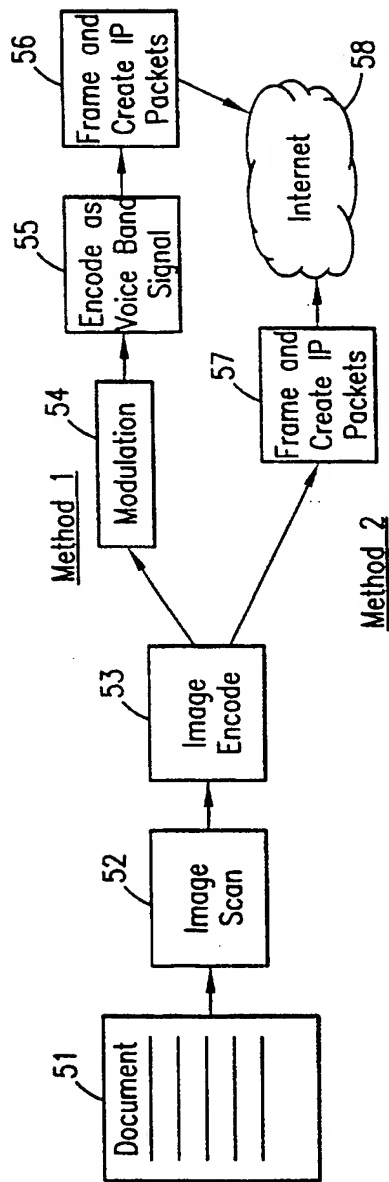 51
Document
52
Image
Scan
53
Image
Encode
Method 1
54
Modulation
55
Encode as
Voice Band
Signal
56
Frame and
Create IP
Packets
57
Frame and
Create IP
Packets
Method 2
58
Internet